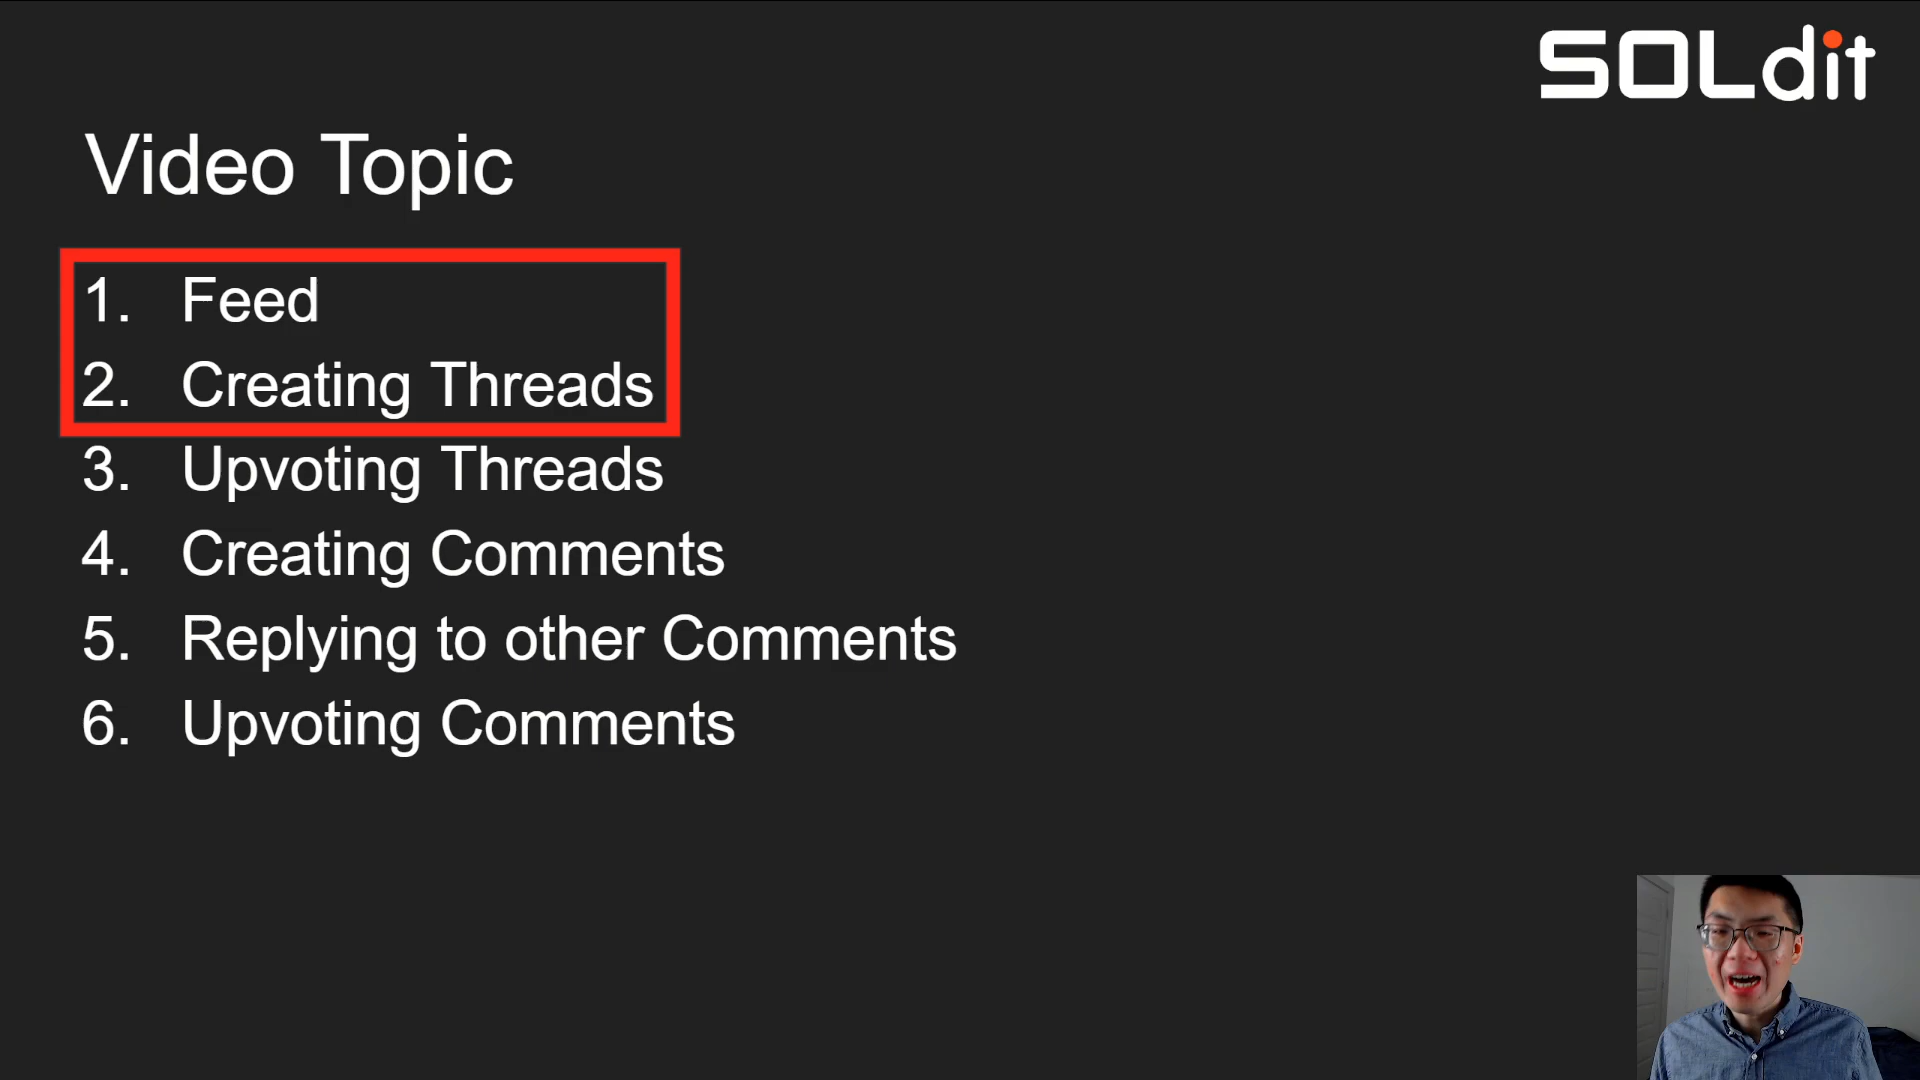 SOLdit
Video Topic
1. Feed
2. Creating Threads
3. Upvoting Threads
4. Creating Comments
5. Replying to other Comments
6. Upvoting Comments